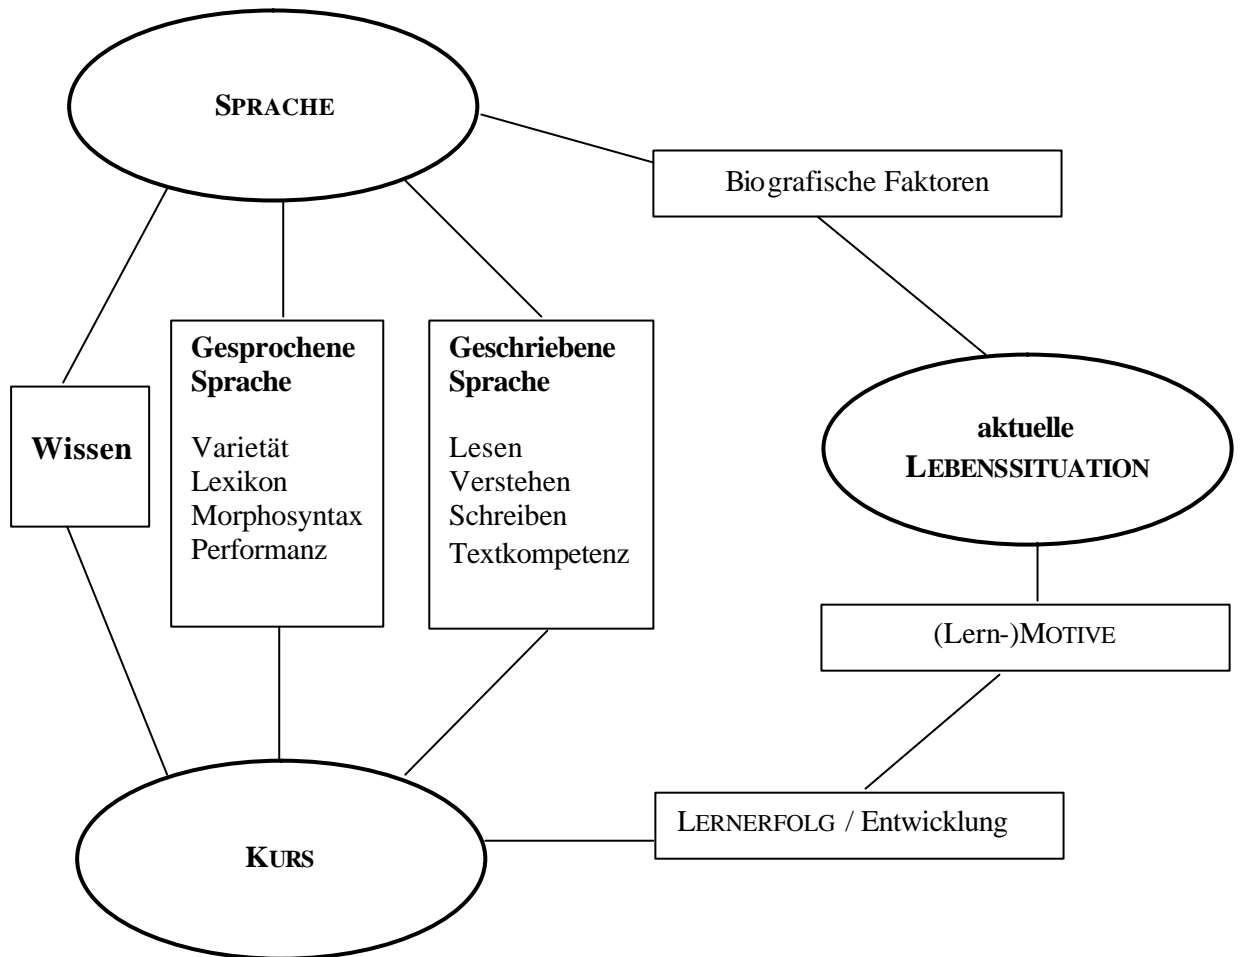 SPRACHE
Biografische Faktoren
Gesprochene
Sprache
Varietät
Lexikon
Morphosyntax
Performanz
Geschriebene
Sprache
Lesen
Verstehen
Schreiben
Textkompetenz
Wissen
aktuelle
LEBENSSITUATION
(Lern-)MOTIVE
LERNERFOLG / Entwicklung
KURS